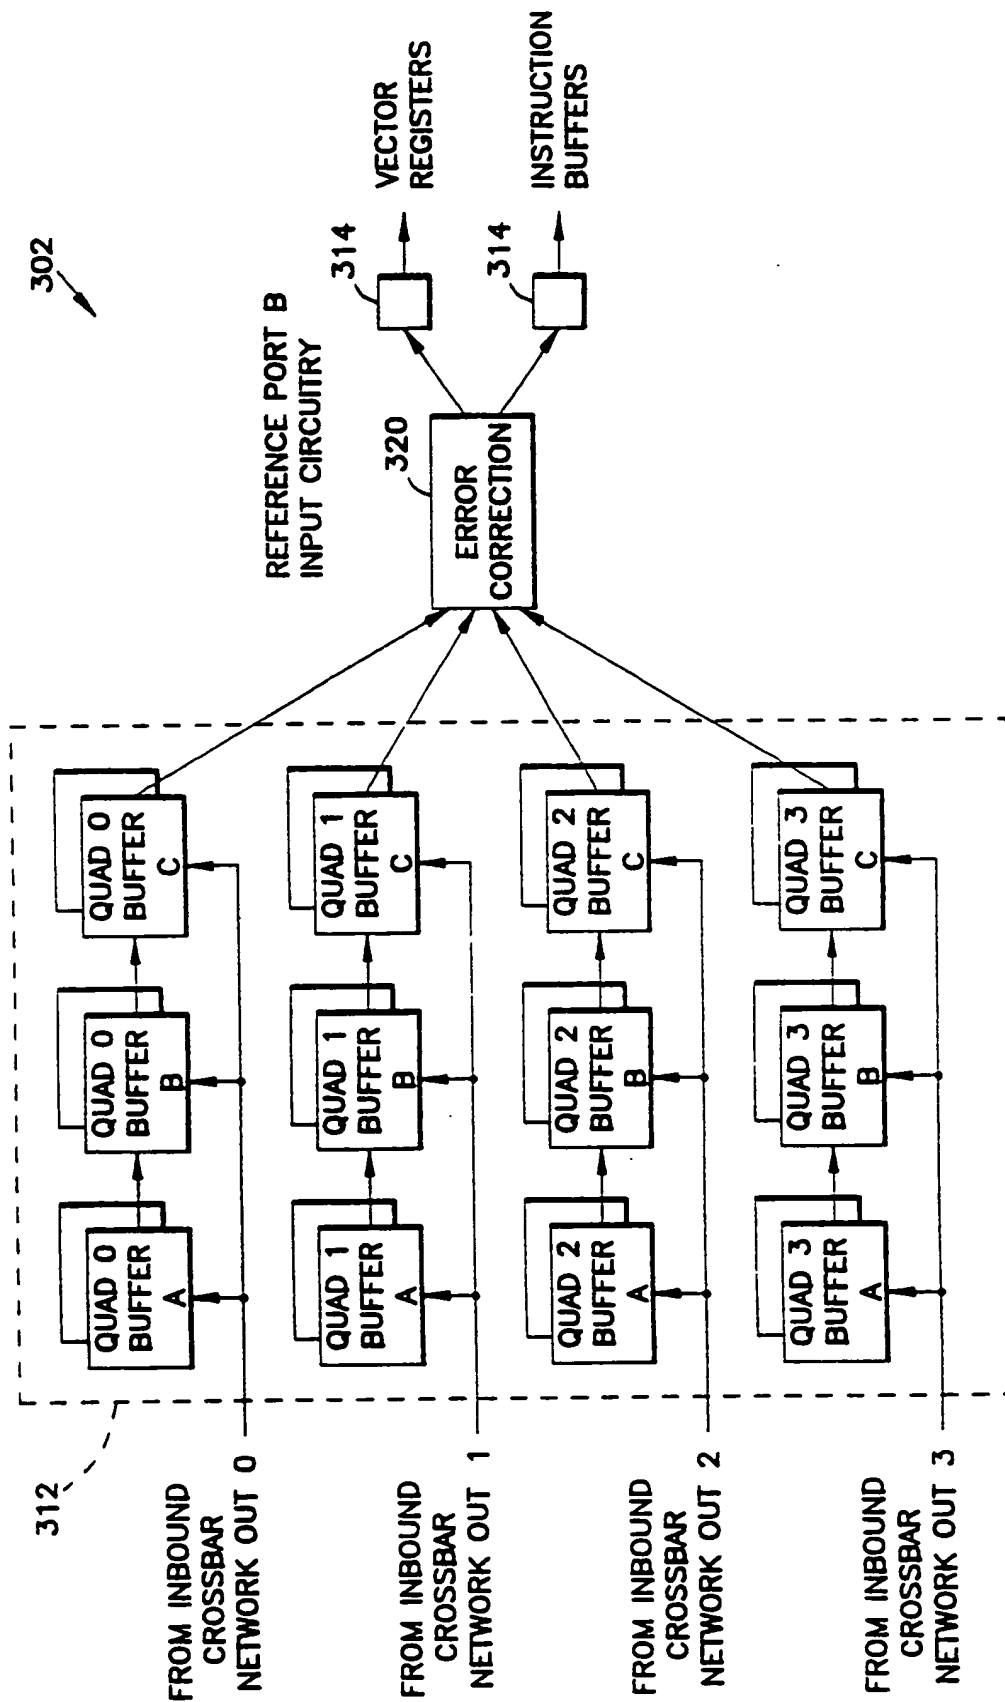 302
REFERENCE PORT B
INPUT CIRCUITRY
312
FROM INBOUND
CROSSBAR
NETWORK OUT 0
QUAD 0
BUFFER
A
QUAD 0
BUFFER
B
QUAD 0
BUFFER
C
FROM INBOUND
CROSSBAR
NETWORK OUT 1
QUAD 1
BUFFER
A
QUAD 1
BUFFER
B
QUAD 1
BUFFER
C
FROM INBOUND
CROSSBAR
NETWORK OUT 2
QUAD 2
BUFFER
A
QUAD 2
BUFFER
B
QUAD 2
BUFFER
C
FROM INBOUND
CROSSBAR
NETWORK OUT 3
QUAD 3
BUFFER
A
QUAD 3
BUFFER
B
QUAD 3
BUFFER
C
320
ERROR
CORRECTION
314
VECTOR
REGISTERS
314
INSTRUCTION
BUFFERS